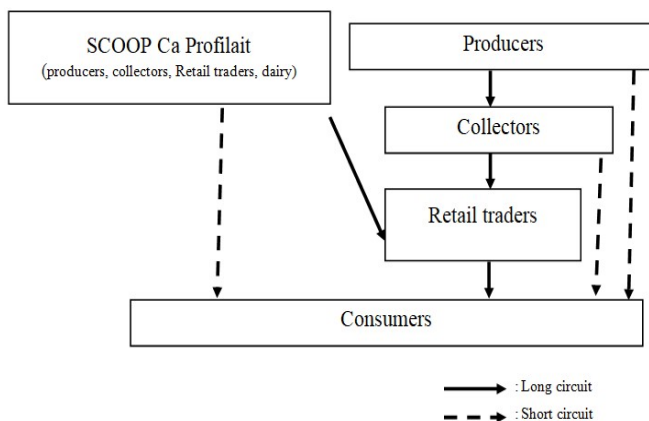 SCOOP Ca Profilait
(producers, collectors, Retail traders, dairy)
Producers
Collectors
Retail traders
Consumers
: Long circuit
: Short circuit